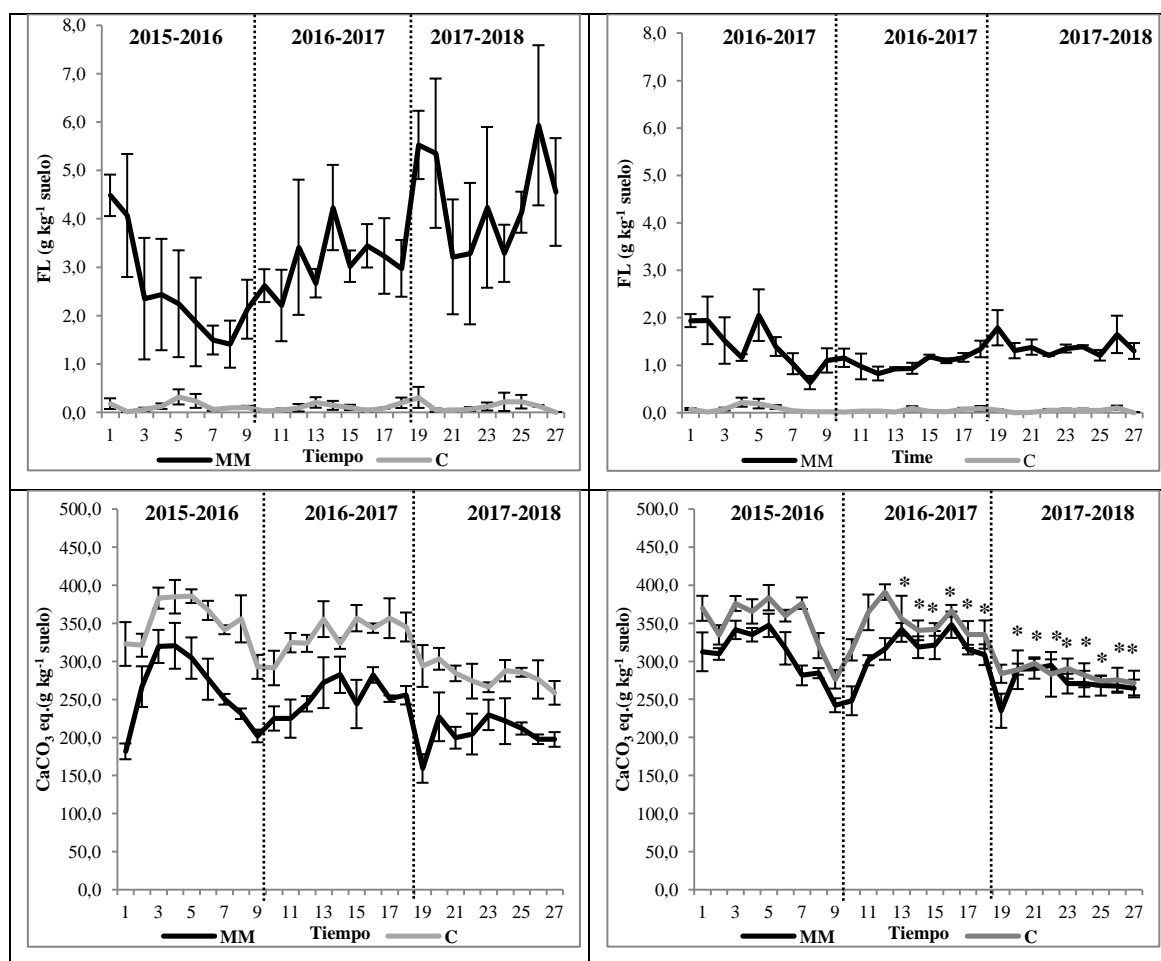 2015-2016 2016-2017 2017-2018
8,0
7,0
6,0
5,0
4,0
3,0
2,0
1,0
0,0
FL (g kg-1 suelo)
1 3 5 7 9 11 13 15 17 19 21 23 25 27
Tiempo
MM C
2016-2017 2016-2017 2017-2018
8,0
7,0
6,0
5,0
4,0
3,0
2,0
1,0
0,0
FL (g kg-1 suelo)
1 3 5 7 9 11 13 15 17 19 21 23 25 27
Time
MM C
2015-2016 2016-2017 2017-2018
500,0
450,0
400,0
350,0
300,0
250,0
200,0
150,0
100,0
50,0
0,0
CaCO3 eq.(g kg-1 suelo)
1 3 5 7 9 11 13 15 17 19 21 23 25 27
Tiempo
MM C
2015-2016 2016-2017 2017-2018
500,0
450,0
400,0
350,0
300,0
250,0
200,0
150,0
100,0
50,0
0,0
CaCO3 eq.(g kg-1 suelo)
* * * * * * * * * * * * * *
1 3 5 7 9 11 13 15 17 19 21 23 25 27
Tiempo
MM C